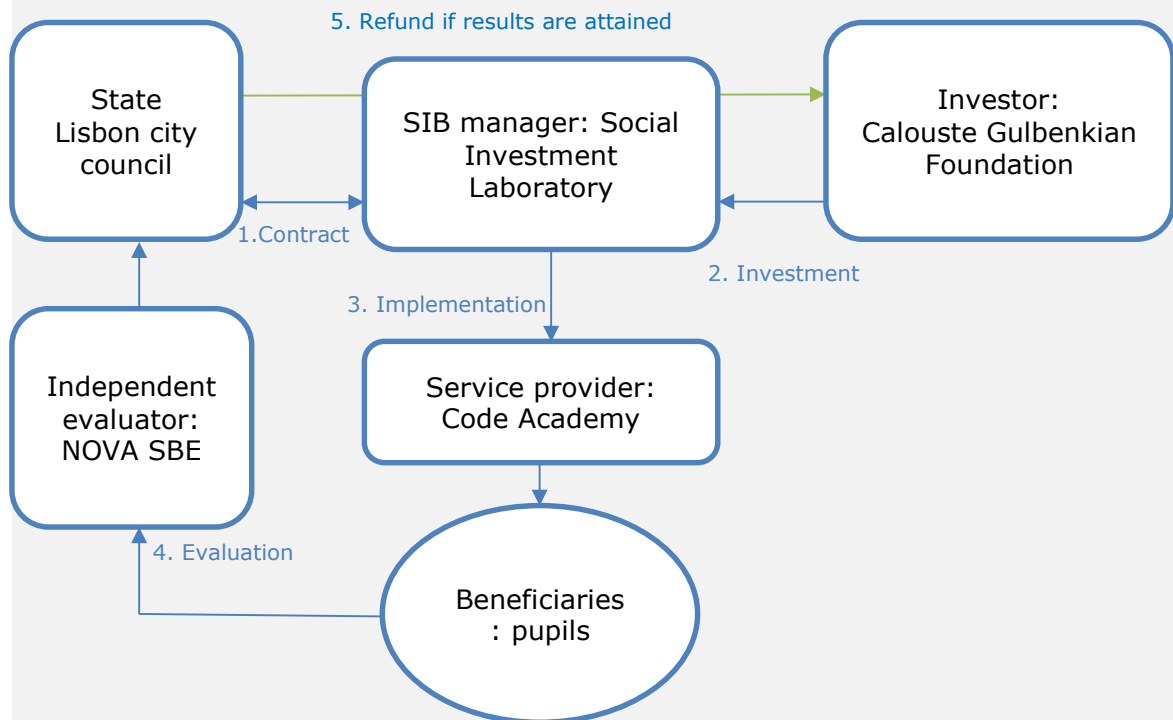 5. Refund if results are attained
State
Lisbon city
council
SIB manager: Social
Investment
Laboratory
Investor:
Calouste Gulbenkian
Foundation
1.Contract
2. Investment
3. Implementation
Independent
evaluator:
NOVA SBE
Service provider:
Code Academy
4. Evaluation
Beneficiaries
: pupils